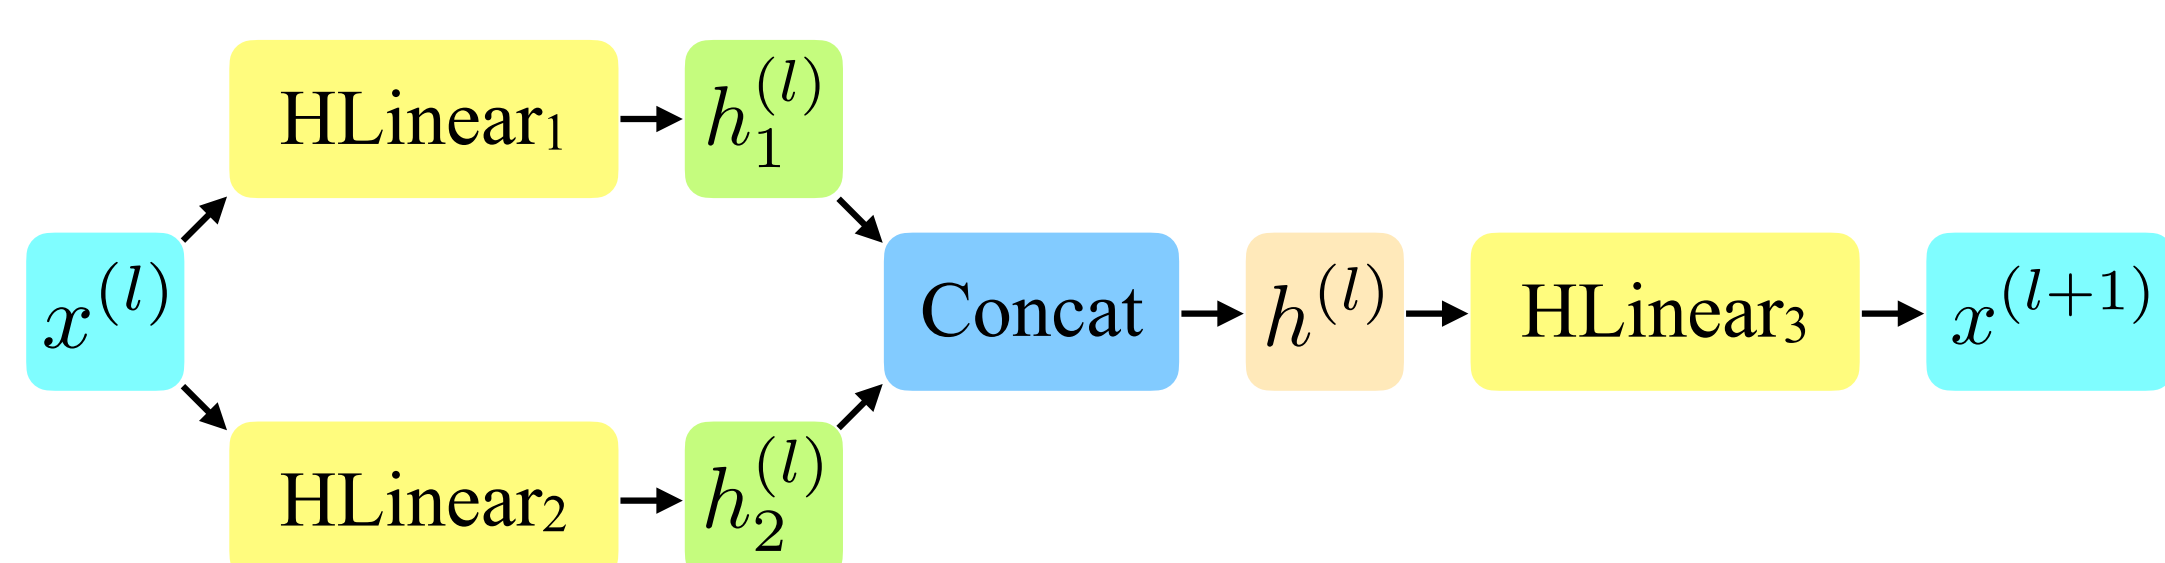 HLinear₁
h₁⁽ˡ⁾
x⁽ˡ⁾
Concat
h⁽ˡ⁾
HLinear₃
x⁽ˡ⁺¹⁾
HLinear₂
h₂⁽ˡ⁾